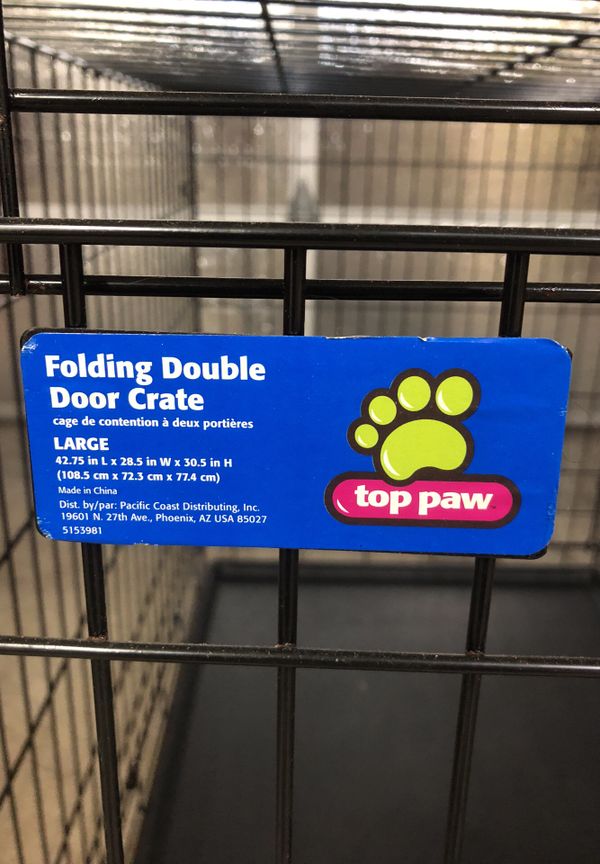 Folding Double
Door Crate
cage de contention à deux portières
LARGE
42.75 in L x 28.5 in W x 30.5 in H
(108.5 cm x 72.3 cm x 77.4 cm)
Made in China
Dist. by/par: Pacific Coast Distributing, Inc.
19601 N. 27th Ave., Phoenix, AZ USA 85027
5153981
top paw™